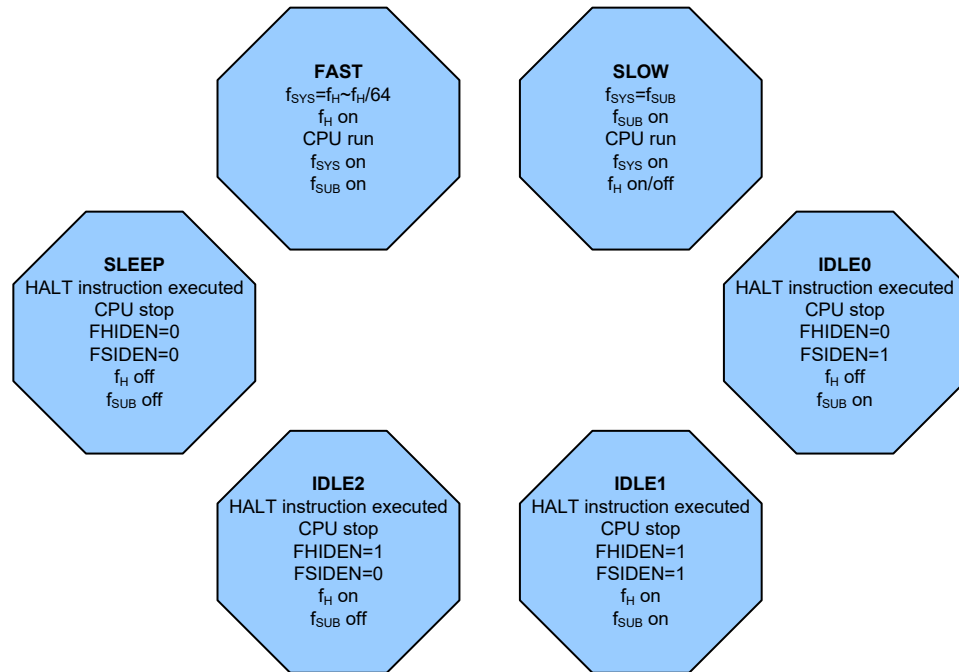 FAST
fSYS=fH~fH/64
fH on
CPU run
fSYS on
fSUB on
SLOW
fSYS=fSUB
fSUB on
CPU run
fSYS on
fH on/off
SLEEP
HALT instruction executed
CPU stop
FHIDEN=0
FSIDEN=0
fH off
fSUB off
IDLE0
HALT instruction executed
CPU stop
FHIDEN=0
FSIDEN=1
fH off
fSUB on
IDLE2
HALT instruction executed
CPU stop
FHIDEN=1
FSIDEN=0
fH on
fSUB off
IDLE1
HALT instruction executed
CPU stop
FHIDEN=1
FSIDEN=1
fH on
fSUB on